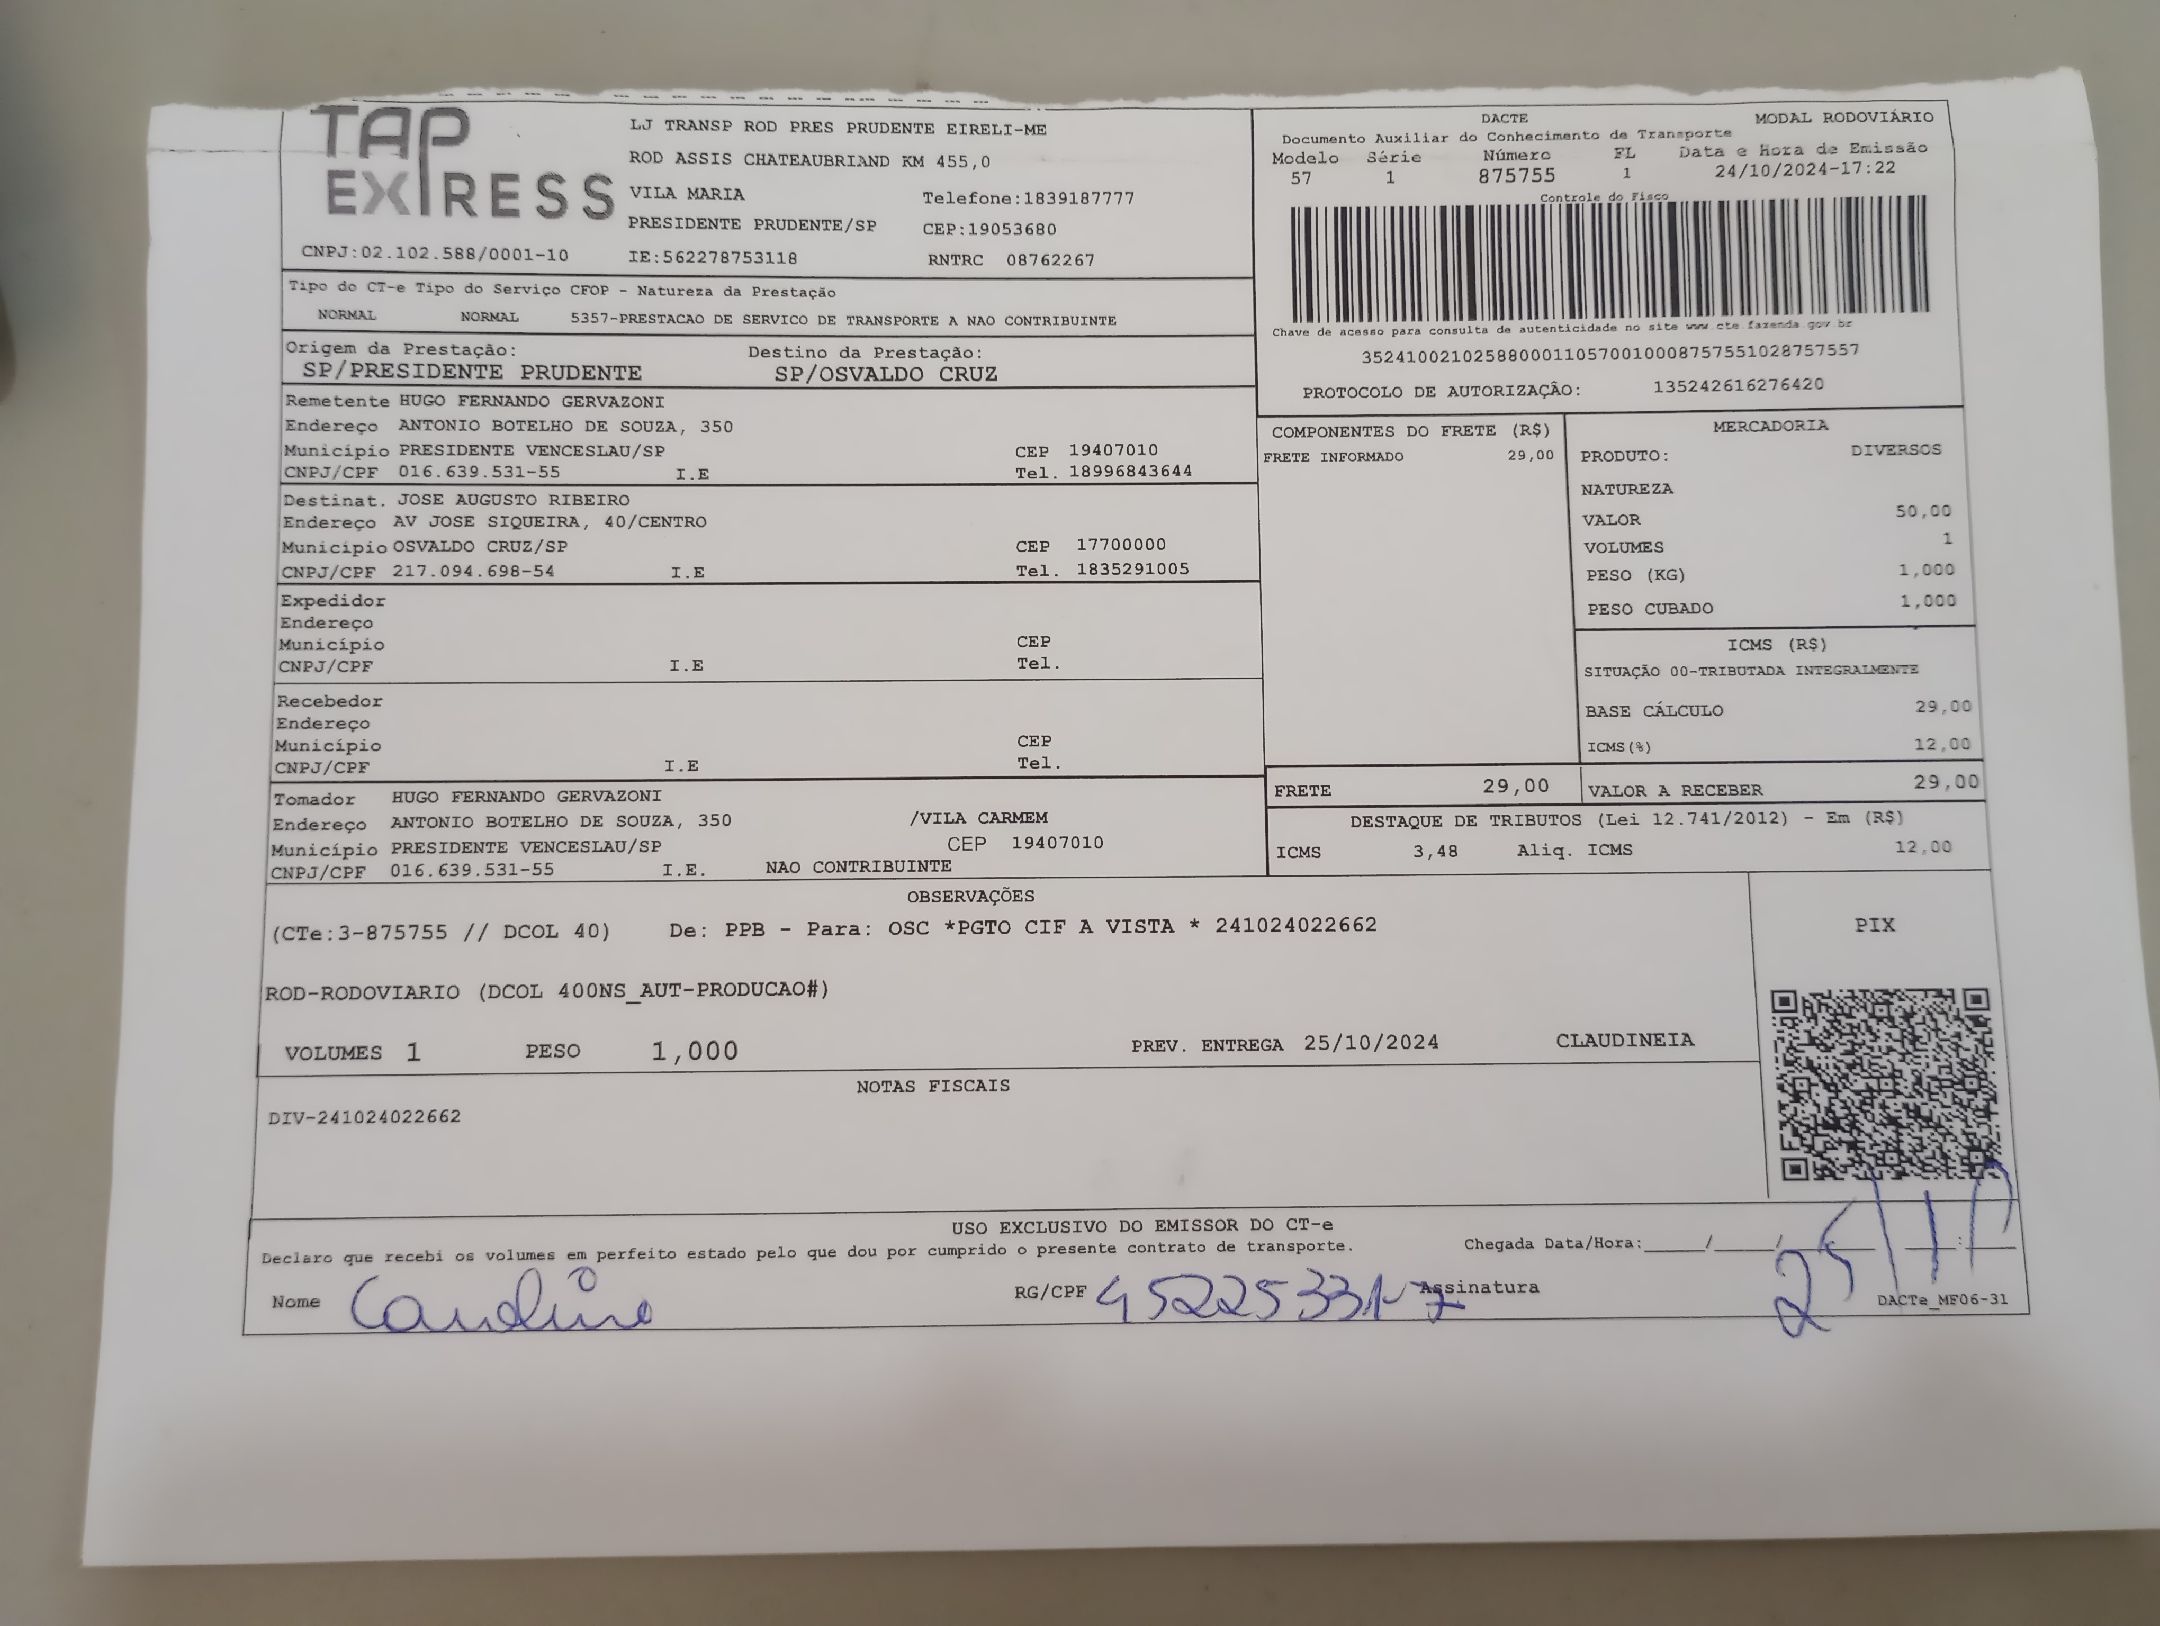 TAP EXPRESS
LJ TRANSP ROD PRES PRUDENTE EIRELI-ME
ROD ASSIS CHATEAUBRIAND KM 455,0
VILA MARIA Telefone:1839187777
PRESIDENTE PRUDENTE/SP CEP:19053680
CNPJ:02.102.588/0001-10 IE:562278753118 RNTRC 08762267
DACTE MODAL RODOVIÁRIO
Documento Auxiliar do Conhecimento de Transporte
Modelo Série Número FL Data e Hora de Emissão
57 1 875755 1 24/10/2024-17:22
Controle do Fisco
Chave de acesso para consulta de autenticidade no site www.cte.fazenda.gov.br
35241002102588000110570010008757551028757557
PROTOCOLO DE AUTORIZAÇÃO: 135242616276420
Tipo do CT-e Tipo do Serviço CFOP - Natureza da Prestação
NORMAL NORMAL 5357-PRESTACAO DE SERVICO DE TRANSPORTE A NAO CONTRIBUINTE
Origem da Prestação: Destino da Prestação:
SP/PRESIDENTE PRUDENTE SP/OSVALDO CRUZ
Remetente HUGO FERNANDO GERVAZONI
Endereço ANTONIO BOTELHO DE SOUZA, 350
Município PRESIDENTE VENCESLAU/SP CEP 19407010
CNPJ/CPF 016.639.531-55 I.E Tel. 18996843644
Destinat. JOSE AUGUSTO RIBEIRO
Endereço AV JOSE SIQUEIRA, 40/CENTRO
Município OSVALDO CRUZ/SP CEP 17700000
CNPJ/CPF 217.094.698-54 I.E Tel. 1835291005
Expedidor
Endereço
Município CEP
CNPJ/CPF I.E Tel.
Recebedor
Endereço
Município CEP
CNPJ/CPF I.E Tel.
Tomador HUGO FERNANDO GERVAZONI
Endereço ANTONIO BOTELHO DE SOUZA, 350 /VILA CARMEM
Município PRESIDENTE VENCESLAU/SP CEP 19407010
CNPJ/CPF 016.639.531-55 I.E. NAO CONTRIBUINTE
COMPONENTES DO FRETE (R$)
FRETE INFORMADO 29,00
MERCADORIA
PRODUTO: DIVERSOS
NATUREZA
VALOR 50,00
VOLUMES 1
PESO (KG) 1,000
PESO CUBADO 1,000
ICMS (R$)
SITUAÇÃO 00-TRIBUTADA INTEGRALMENTE
BASE CÁLCULO 29,00
ICMS(%) 12,00
FRETE 29,00 VALOR A RECEBER 29,00
DESTAQUE DE TRIBUTOS (Lei 12.741/2012) - Em (R$)
ICMS 3,48 Aliq. ICMS 12,00
OBSERVAÇÕES
(CTe:3-875755 // DCOL 40) De: PPB - Para: OSC *PGTO CIF A VISTA * 241024022662
ROD-RODOVIARIO (DCOL 400NS_AUT-PRODUCAO#)
VOLUMES 1 PESO 1,000 PREV. ENTREGA 25/10/2024 CLAUDINEIA
PIX
NOTAS FISCAIS
DIV-241024022662
USO EXCLUSIVO DO EMISSOR DO CT-e
Declaro que recebi os volumes em perfeito estado pelo que dou por cumprido o presente contrato de transporte. Chegada Data/Hora:____/____/____ ____:____
Nome RG/CPF 45225331-7 Assinatura
DACTe_MF06-31